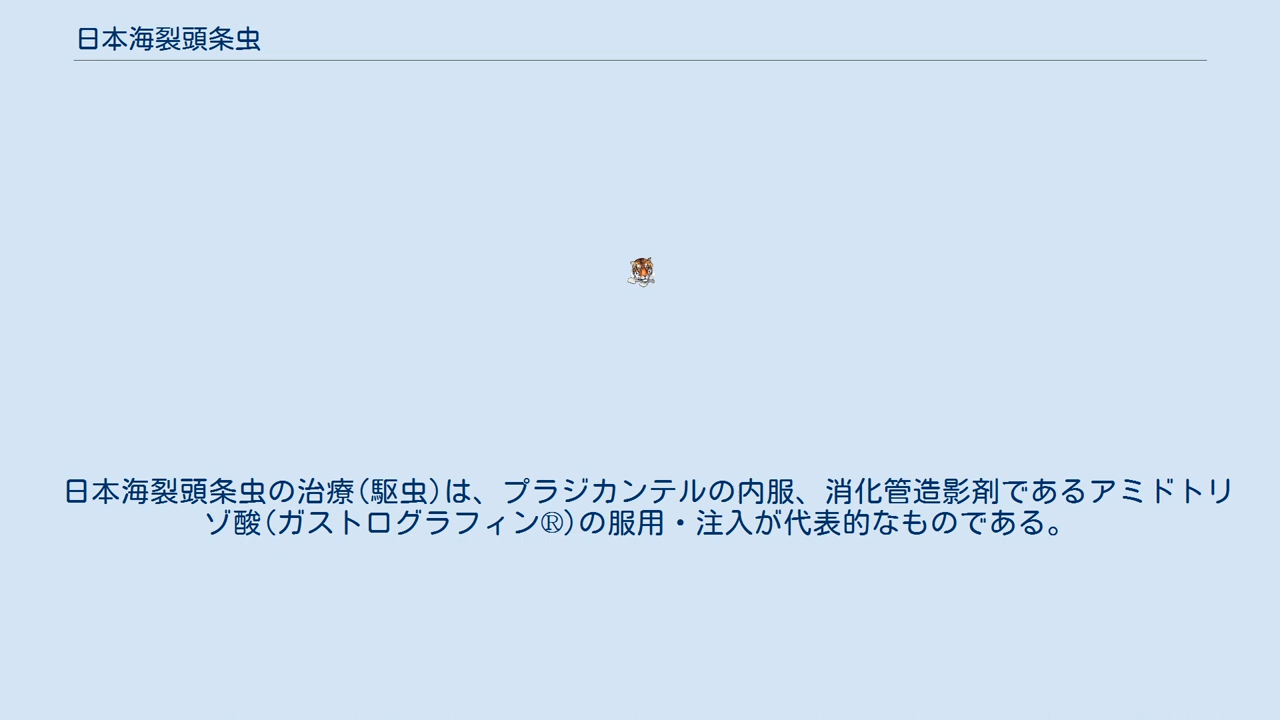 日本海裂頭条虫
日本海裂頭条虫の治療(駆虫)は、プラジカンテルの内服、消化管造影剤であるアミドトリ
ゾ酸(ガストログラフィン®)の服用・注入が代表的なものである。